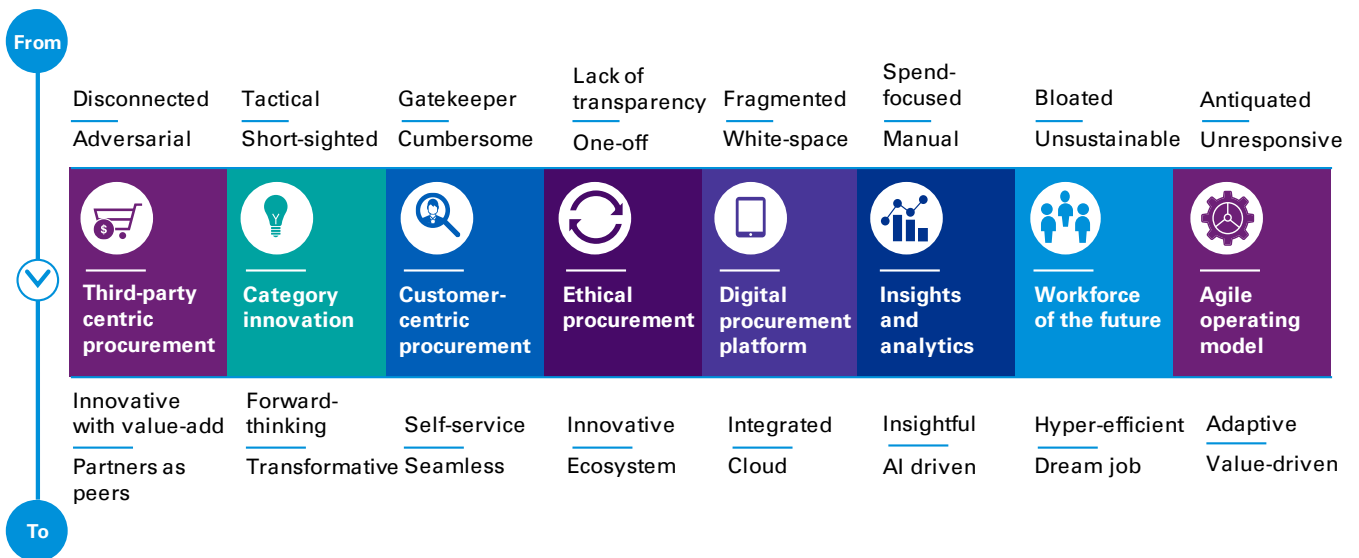 From
Disconnected
Adversarial
Tactical
Short-sighted
Gatekeeper
Cumbersome
Lack of
transparency
One-off
Fragmented
White-space
Spend-
focused
Manual
Bloated
Unsustainable
Antiquated
Unresponsive
$
Third-party
centric
procurement
Category
innovation
Customer-
centric
procurement
Ethical
procurement
Digital
procurement
platform
Insights
and
analytics
Workforce
of the future
Agile
operating
model
Innovative
with value-add
Partners as
peers
Forward-
thinking
Transformative
Self-service
Seamless
Innovative
Ecosystem
Integrated
Cloud
Insightful
AI driven
Hyper-efficient
Dream job
Adaptive
Value-driven
To